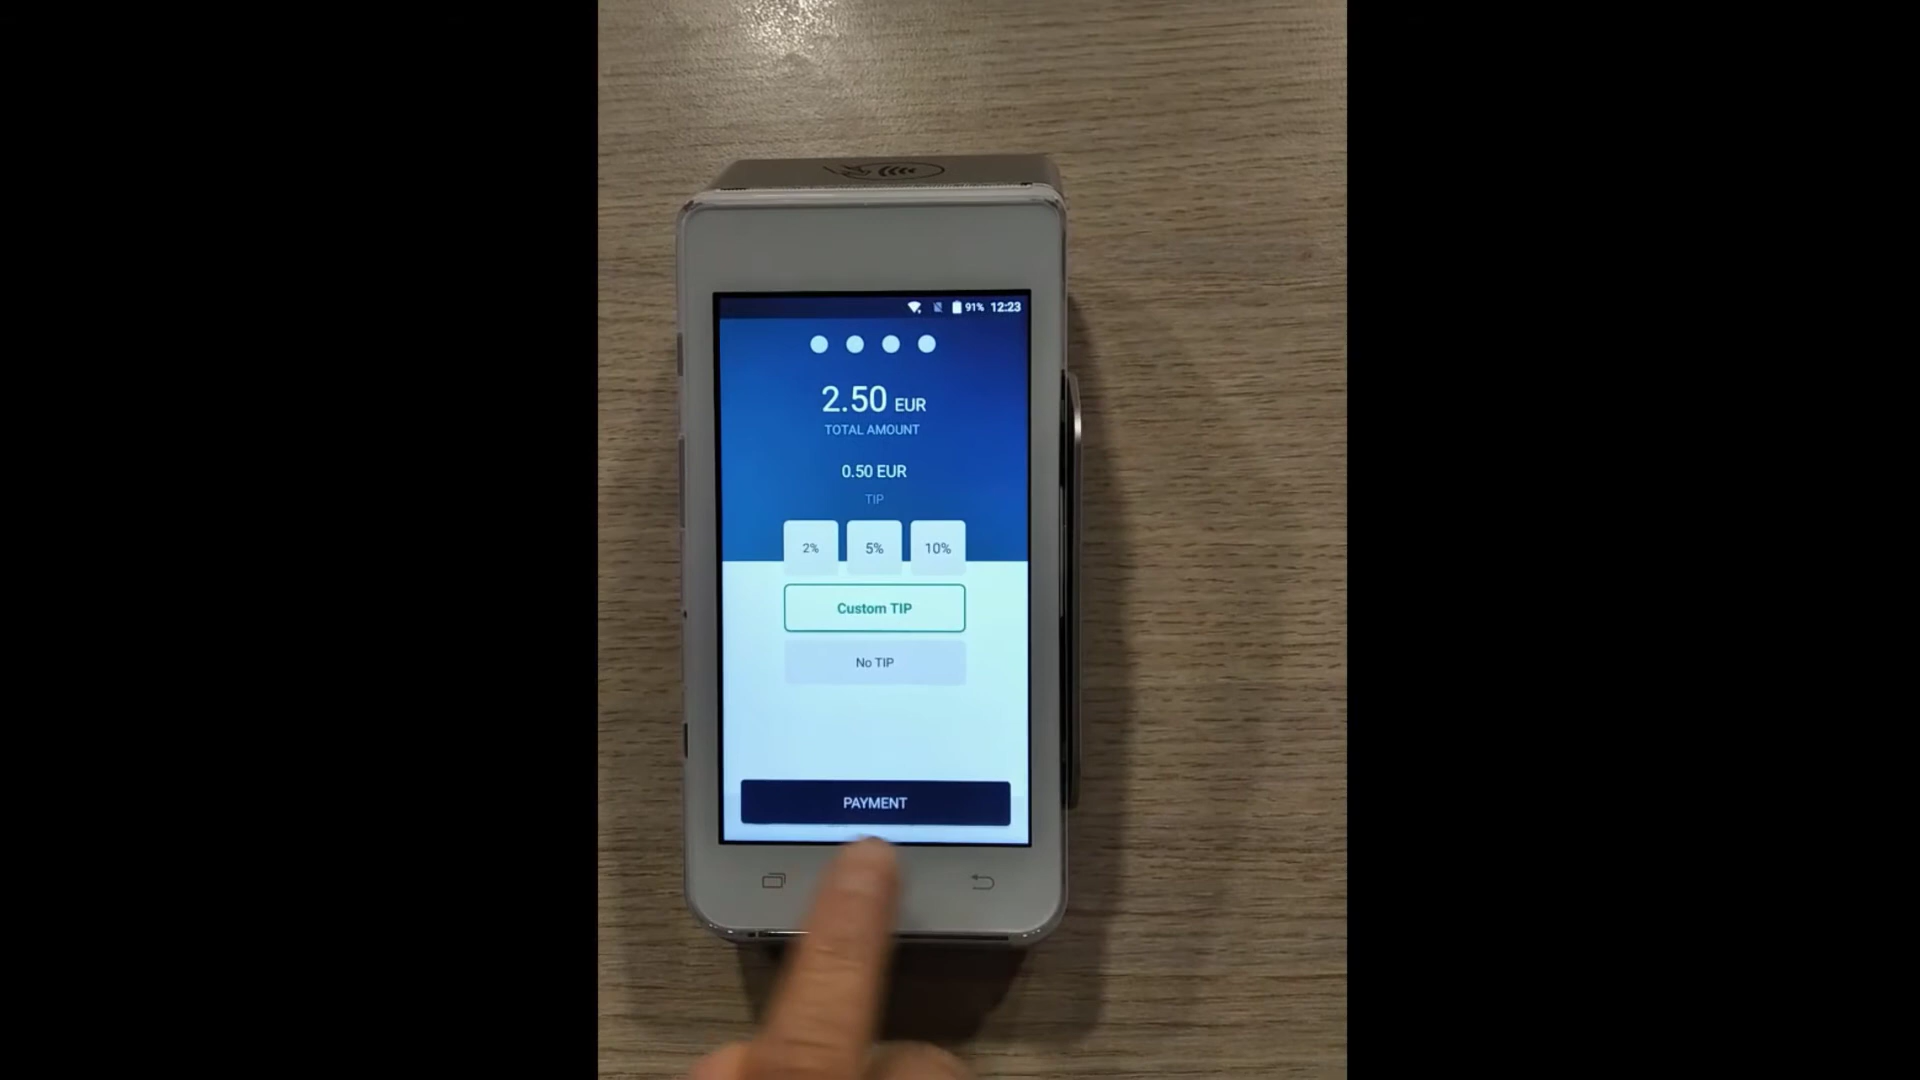 91% 12:23
2.50 EUR
TOTAL AMOUNT
0.50 EUR
TIP
2% 5% 10%
Custom TIP
No TIP
PAYMENT